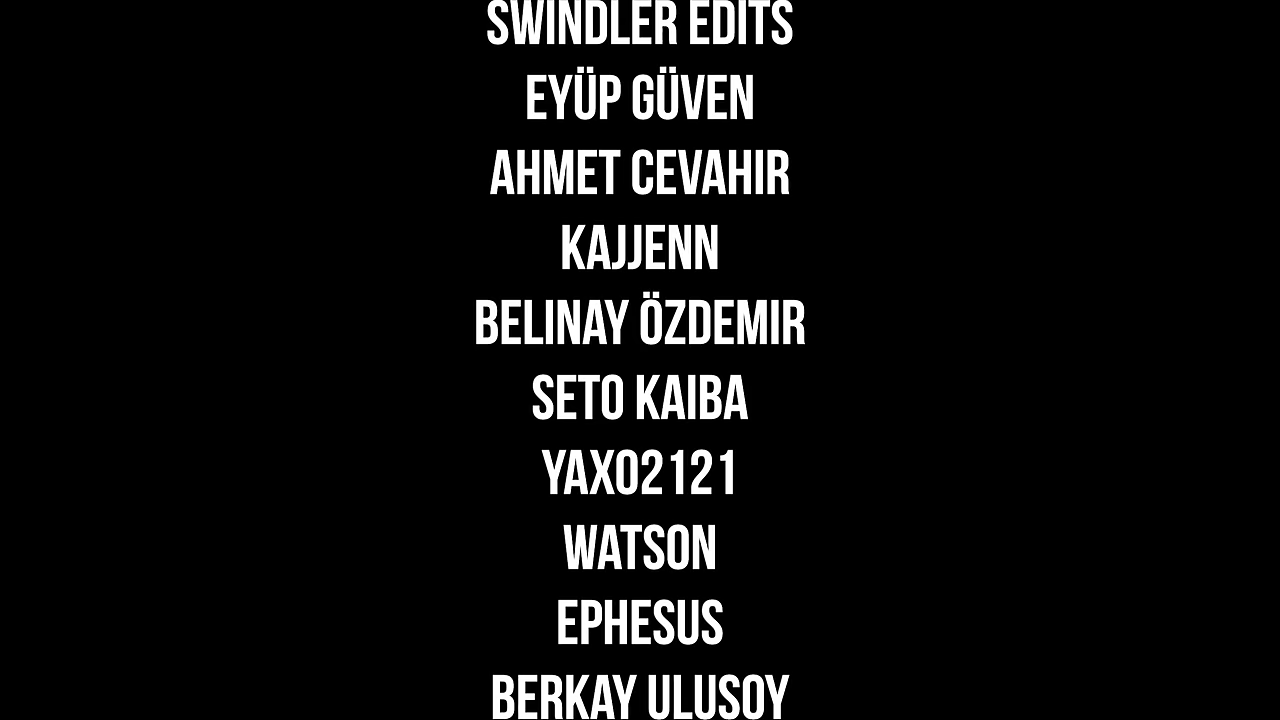 SWINDLER EDITS
EYÜP GÜVEN
AHMET CEVAHIR
KAJJENN
BELINAY ÖZDEMIR
SETO KAIBA
YAXO2121
WATSON
EPHESUS
BERKAY ULUSOY